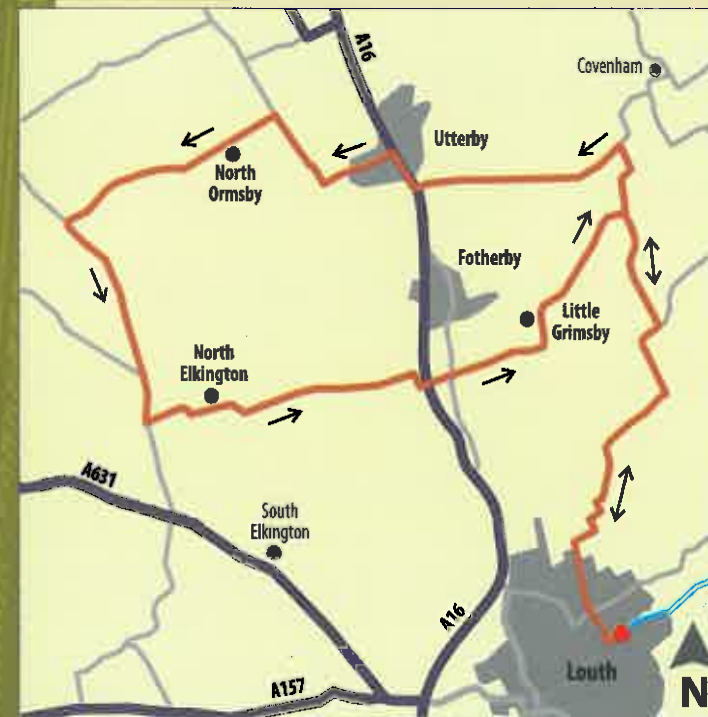 A16
Covenham
Utterby
North
Ormsby
Fotherby
Little
Grimsby
North
Elkington
A631
South
Elkington
A16
Louth
A157
N